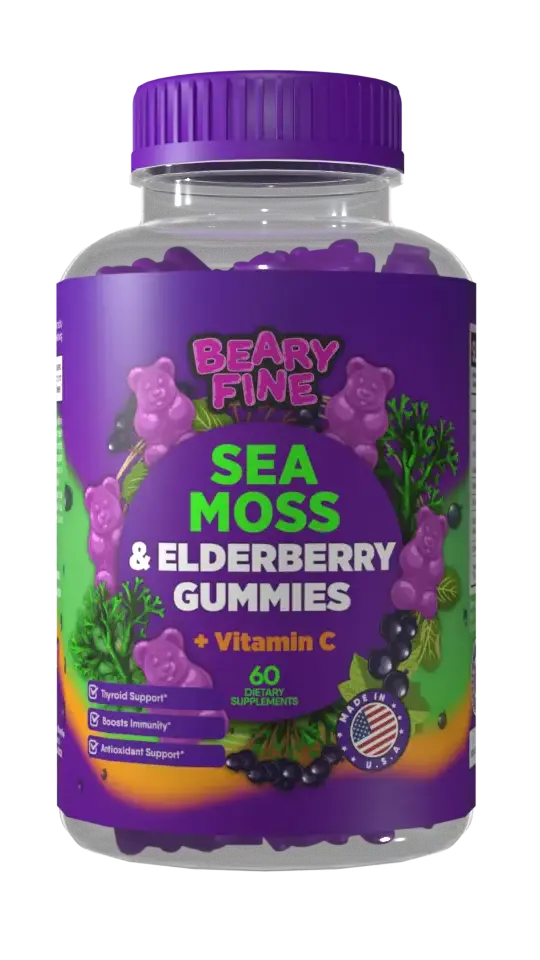 BEARY
FINE
SEA
MOSS
& ELDERBERRY
GUMMIES
+ Vitamin C
60
DIETARY
SUPPLEMENTS
Thyroid Support*
Boosts Immunity*
Antioxidant Support*
MADE IN
U.S.A